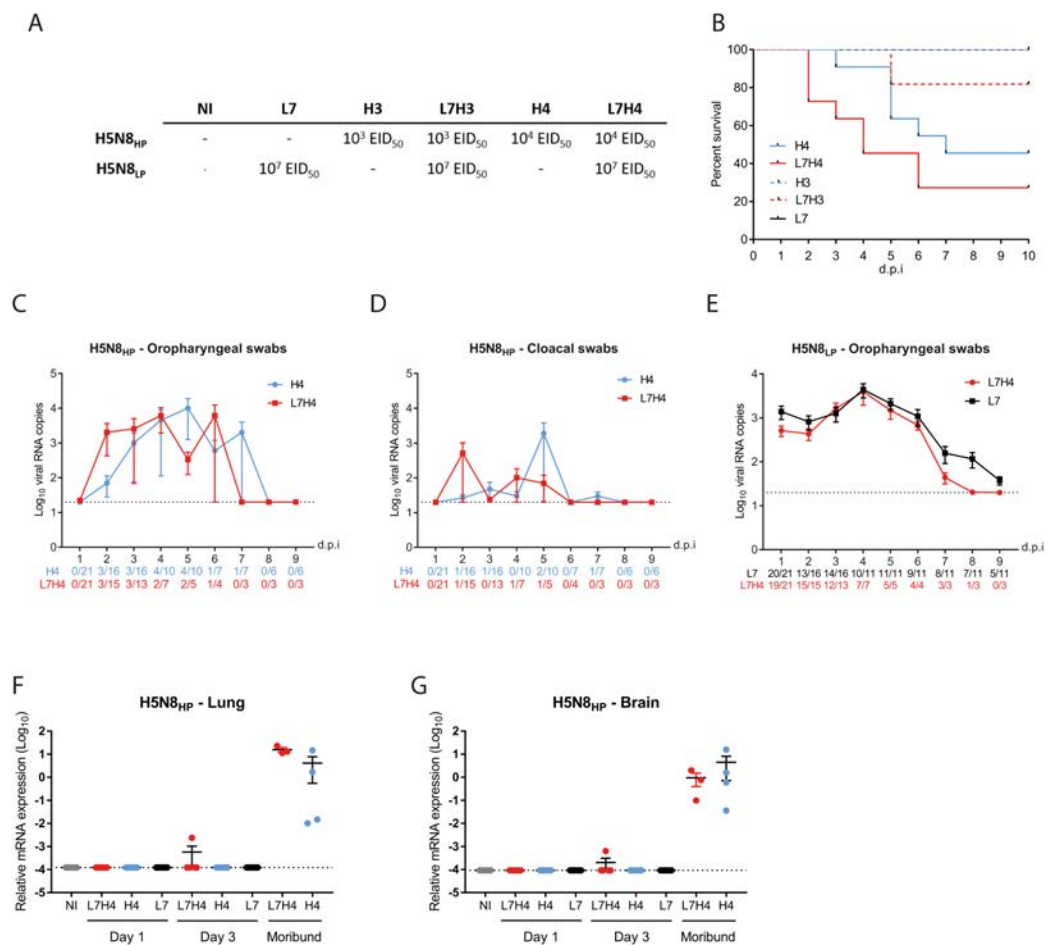 A
NI L7 H3 L7H3 H4 L7H4
H5N8HP - - 10³ EID50 10³ EID50 10⁴ EID50 10⁴ EID50
H5N8LP - 10⁷ EID50 - 10⁷ EID50 - 10⁷ EID50
B
Percent survival
100
80
60
40
20
0
H4
L7H4
H3
L7H3
L7
0 1 2 3 4 5 6 7 8 9 10
d.p.i
C
H5N8HP - Oropharyngeal swabs
Log10 viral RNA copies
5
4
3
2
1
0
H4
L7H4
d.p.i
1 2 3 4 5 6 7 8 9
H4 0/21 3/16 3/16 4/10 4/10 1/7 1/7 0/6 0/6
L7H4 0/21 3/15 3/13 2/7 2/5 1/4 0/3 0/3 0/3
D
H5N8HP - Cloacal swabs
Log10 viral RNA copies
5
4
3
2
1
0
H4
L7H4
d.p.i
1 2 3 4 5 6 7 8 9
H4 0/21 1/16 1/16 0/10 2/10 0/7 1/7 0/6 0/6
L7H4 0/21 1/15 0/13 1/7 1/5 0/4 0/3 0/3 0/3
E
H5N8LP - Oropharyngeal swabs
Log10 viral RNA copies
5
4
3
2
1
0
L7H4
L7
d.p.i
1 2 3 4 5 6 7 8 9
L7 20/21 13/16 14/16 10/11 11/11 9/11 8/11 7/11 5/11
L7H4 19/21 15/15 12/13 7/7 5/5 4/4 3/3 1/3 0/3
F
H5N8HP - Lung
Relative mRNA expression (Log10)
2
1
0
-1
-2
-3
-4
-5
NI L7H4 H4 L7 L7H4 H4 L7 L7H4 H4
Day 1 Day 3 Moribund
G
H5N8HP - Brain
Relative mRNA expression (Log10)
2
1
0
-1
-2
-3
-4
-5
NI L7H4 H4 L7 L7H4 H4 L7 L7H4 H4
Day 1 Day 3 Moribund